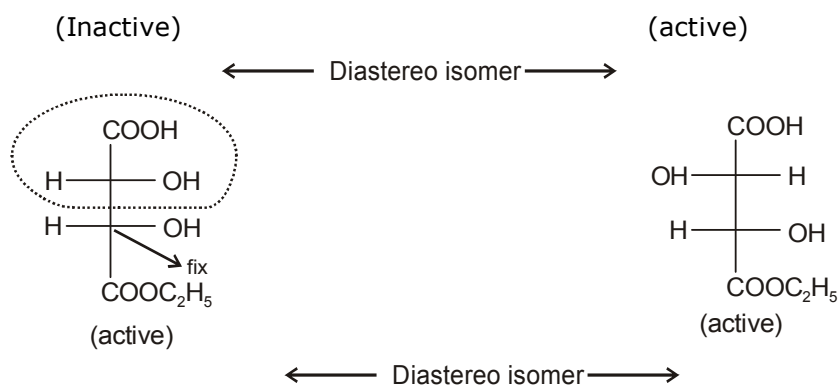 (Inactive) (active)
Diastereo isomer
COOH COOH
H OH OH H
H OH H OH
fix
COOC₂H₅ COOC₂H₅
(active) (active)
Diastereo isomer